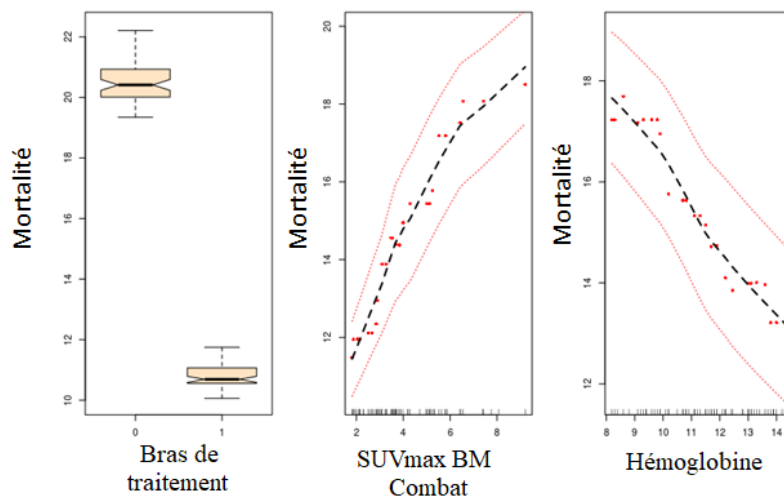 Mortalité
22
20
18
16
14
12
10
0 1
Bras de
traitement
Mortalité
20
18
16
14
12
2 4 6 8
SUVmax BM
Combat
Mortalité
18
16
14
12
8 9 10 11 12 13 14
Hémoglobine